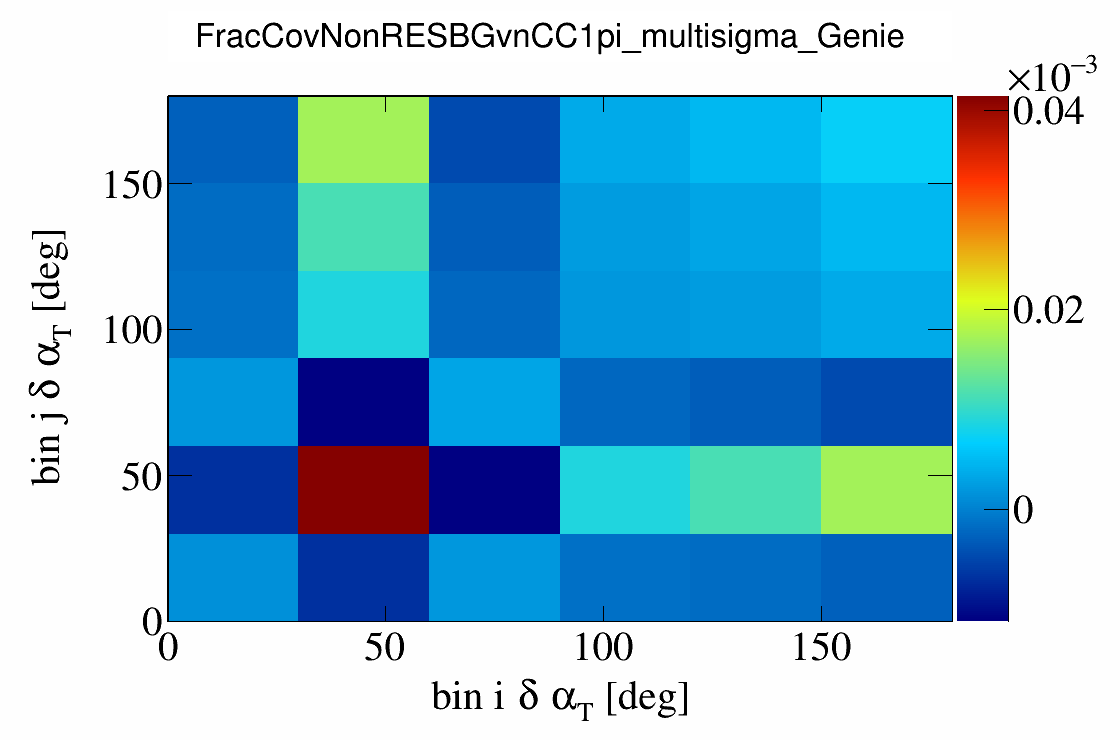 FracCovNonRESBGvnCC1pi_multisigma_Genie
×10⁻³
0.04
0.02
0
150
100
50
0
bin j δ α_T [deg]
0 50 100 150
bin i δ α_T [deg]